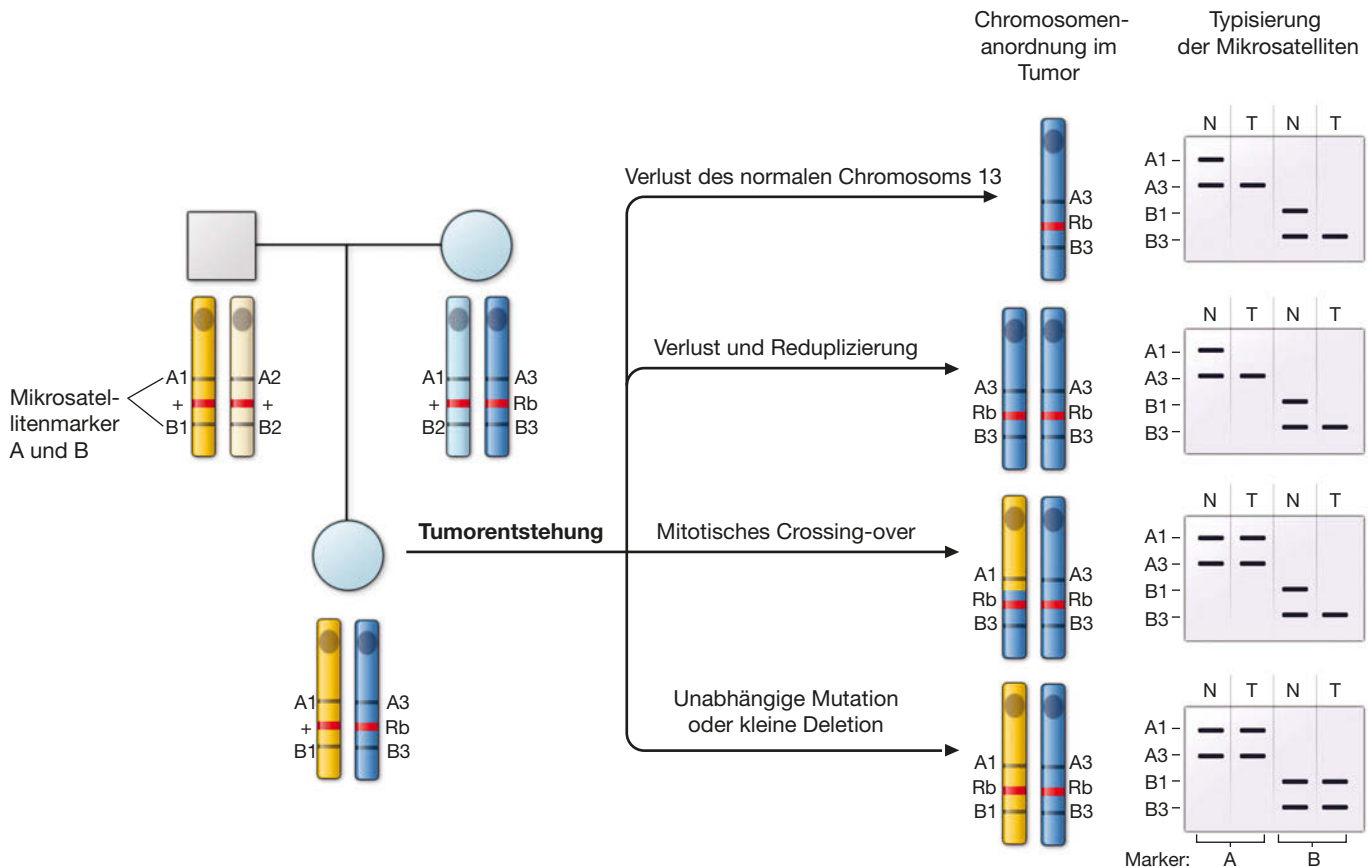 Chromosomen-
anordnung im
Tumor
Typisierung
der Mikrosatelliten
Verlust des normalen Chromosoms 13
A3
Rb
B3
N T N T
A1
A3
B1
B3
Mikrosatel-
litenmarker
A und B
A1 A2
+ +
B1 B2
A1 A3
+ Rb
B2 B3
Verlust und Reduplizierung
A3 A3
Rb Rb
B3 B3
N T N T
A1
A3
B1
B3
Tumorentstehung
Mitotisches Crossing-over
A1 A3
Rb Rb
B3 B3
N T N T
A1
A3
B1
B3
A1 A3
+ Rb
B1 B3
Unabhängige Mutation
oder kleine Deletion
A1 A3
Rb Rb
B1 B3
N T N T
A1
A3
B1
B3
Marker: A B